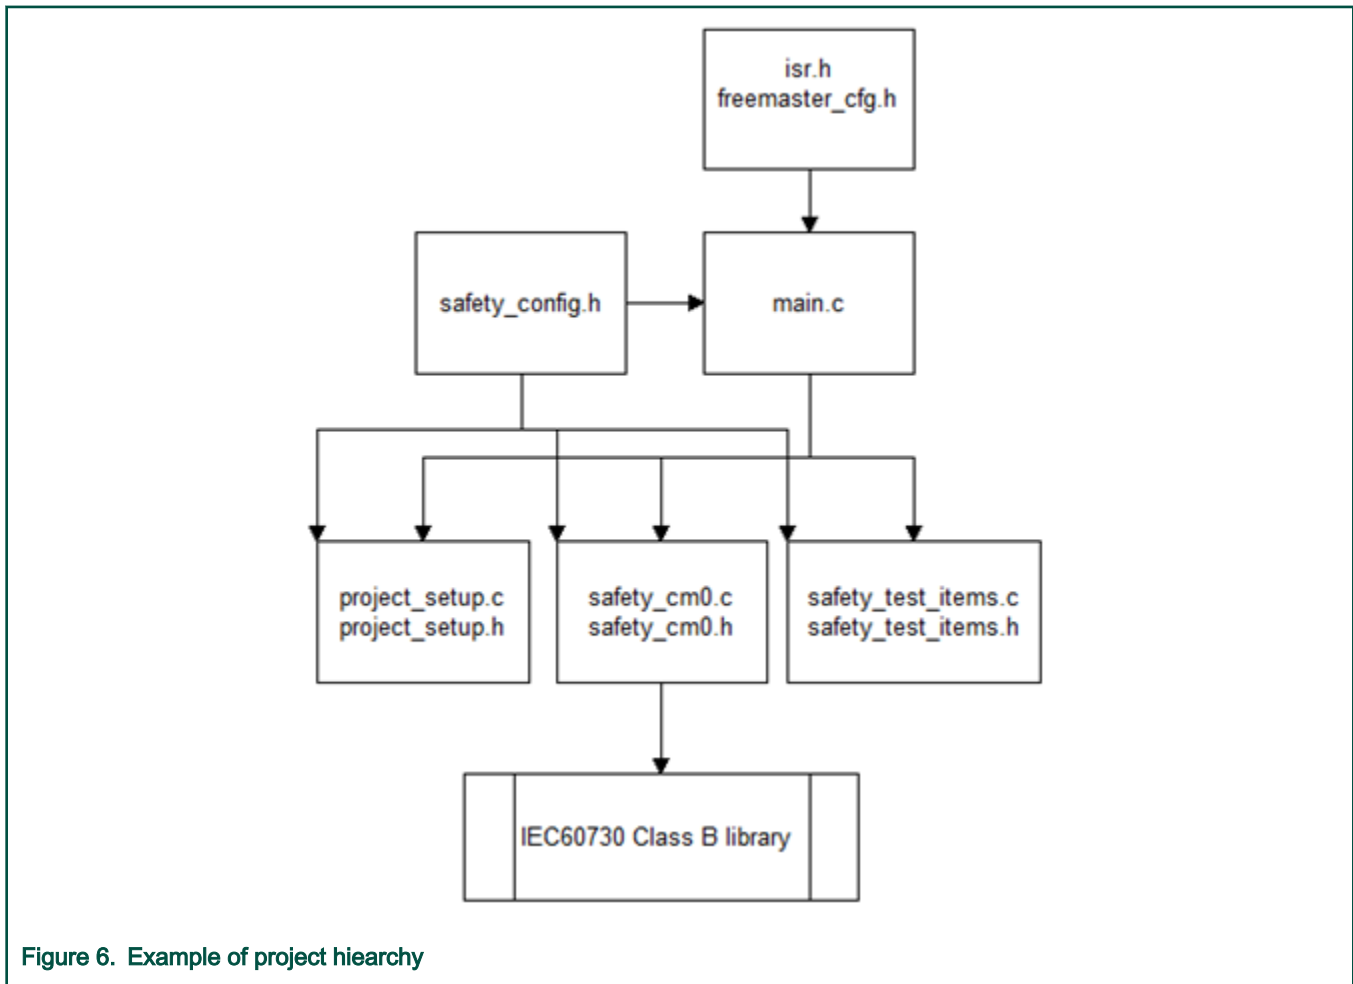 isr.h
freemaster_cfg.h
safety_config.h
main.c
project_setup.c
project_setup.h
safety_cm0.c
safety_cm0.h
safety_test_items.c
safety_test_items.h
IEC60730 Class B library
Figure 6. Example of project hiearchy